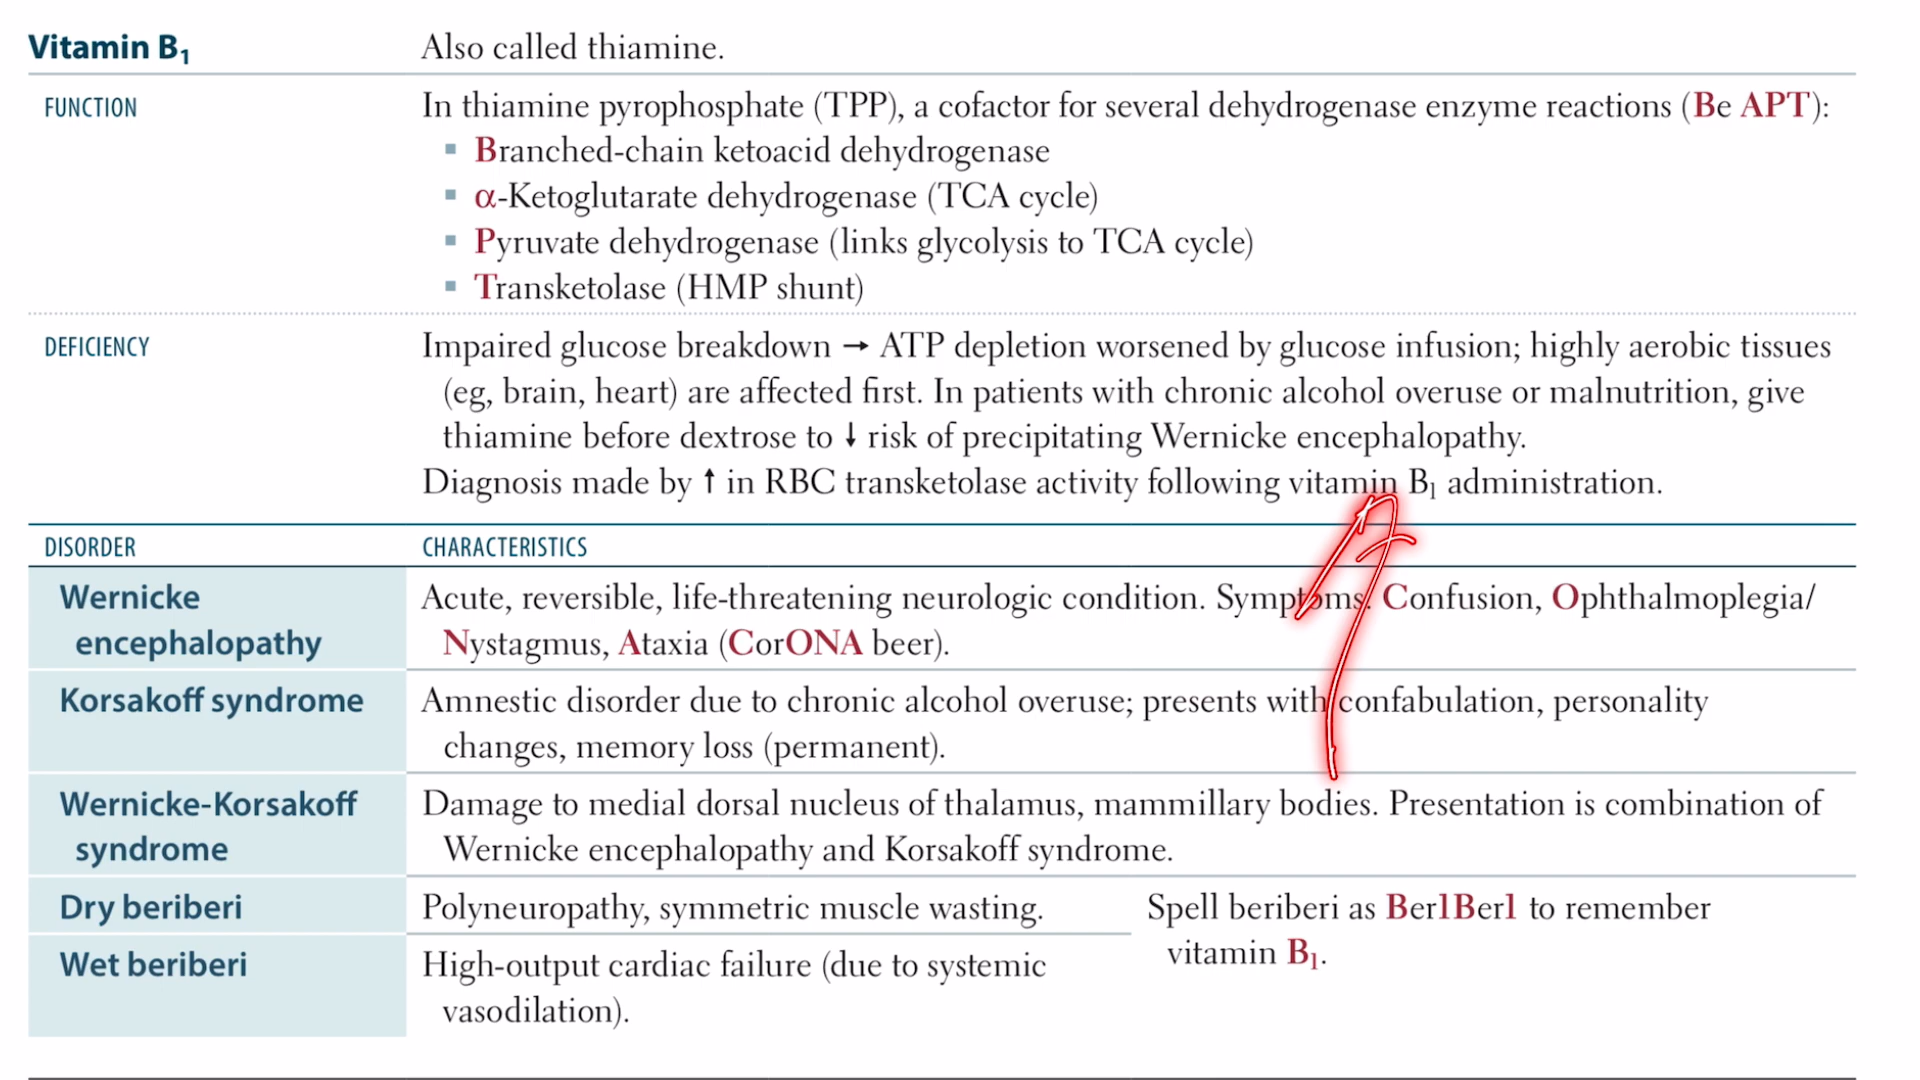 Vitamin B₁ Also called thiamine.
FUNCTION In thiamine pyrophosphate (TPP), a cofactor for several dehydrogenase enzyme reactions (Be APT):
▪ Branched-chain ketoacid dehydrogenase
▪ α-Ketoglutarate dehydrogenase (TCA cycle)
▪ Pyruvate dehydrogenase (links glycolysis to TCA cycle)
▪ Transketolase (HMP shunt)
DEFICIENCY Impaired glucose breakdown → ATP depletion worsened by glucose infusion; highly aerobic tissues
(eg, brain, heart) are affected first. In patients with chronic alcohol overuse or malnutrition, give
thiamine before dextrose to ↓ risk of precipitating Wernicke encephalopathy.
Diagnosis made by ↑ in RBC transketolase activity following vitamin B₁ administration.
DISORDER CHARACTERISTICS
Wernicke
encephalopathy
Acute, reversible, life-threatening neurologic condition. Symptoms: Confusion, Ophthalmoplegia/
Nystagmus, Ataxia (CorONA beer).
Korsakoff syndrome
Amnestic disorder due to chronic alcohol overuse; presents with confabulation, personality
changes, memory loss (permanent).
Wernicke-Korsakoff
syndrome
Damage to medial dorsal nucleus of thalamus, mammillary bodies. Presentation is combination of
Wernicke encephalopathy and Korsakoff syndrome.
Dry beriberi
Polyneuropathy, symmetric muscle wasting.
Wet beriberi
High-output cardiac failure (due to systemic
vasodilation).
Spell beriberi as Ber1Ber1 to remember
vitamin B₁.